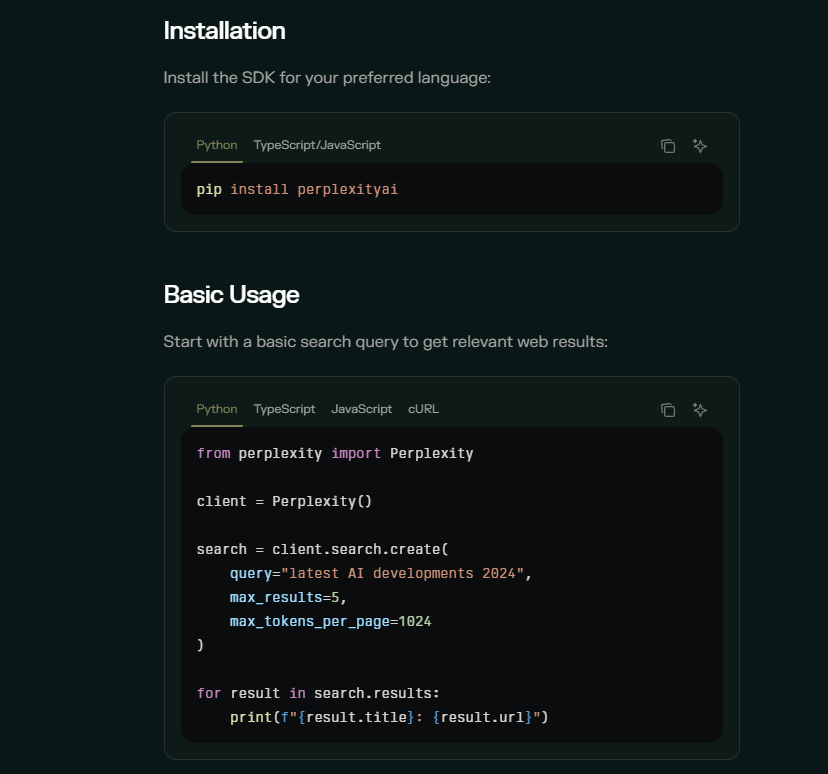 Installation
Install the SDK for your preferred language:
Python TypeScript/JavaScript
pip install perplexityai
Basic Usage
Start with a basic search query to get relevant web results:
Python TypeScript JavaScript cURL
from perplexity import Perplexity
client = Perplexity()
search = client.search.create(
    query="latest AI developments 2024",
    max_results=5,
    max_tokens_per_page=1024
)
for result in search.results:
    print(f"{result.title}: {result.url}")